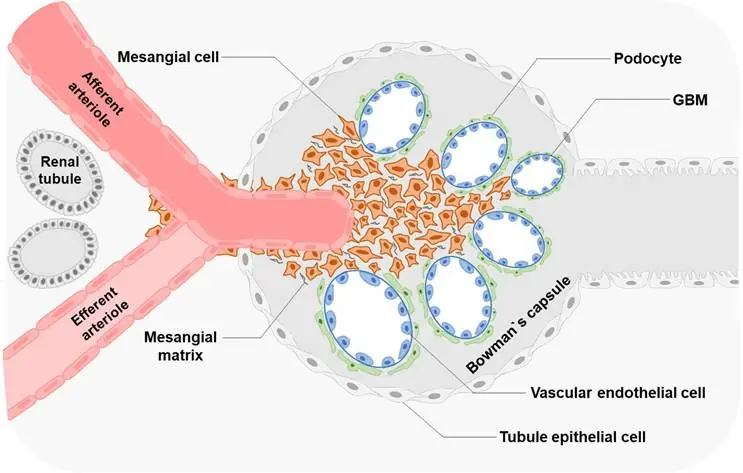 Mesangial cell
Podocyte
GBM
Afferent
arteriole
Renal
tubule
Efferent
arteriole
Mesangial
matrix
Bowman`s capsule
Vascular endothelial cell
Tubule epithelial cell